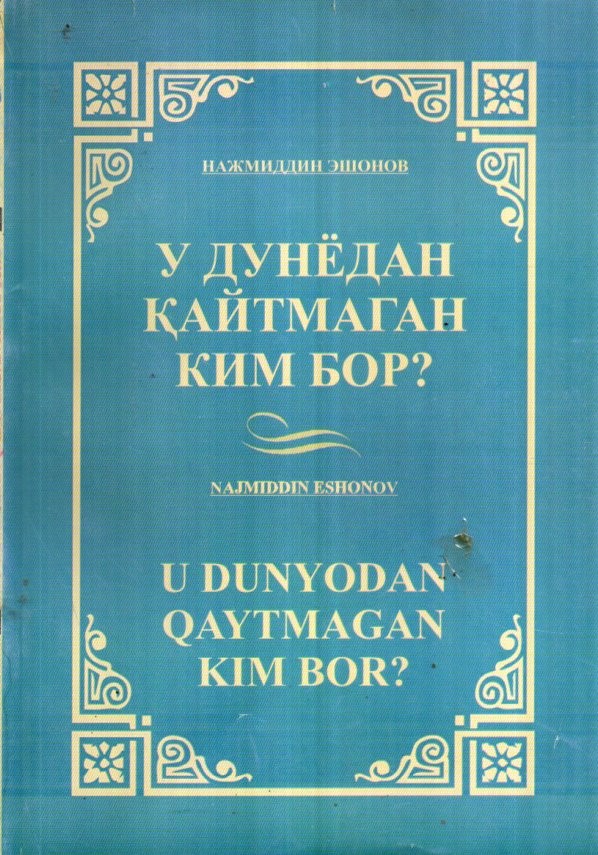 НАЖМИДДИН ЭШОНОВ
У ДУНЁДАН
ҚАЙТМАГАН
КИМ БОР?
NAJMIDDIN ESHONOV
U DUNYODAN
QAYTMAGAN
KIM BOR?